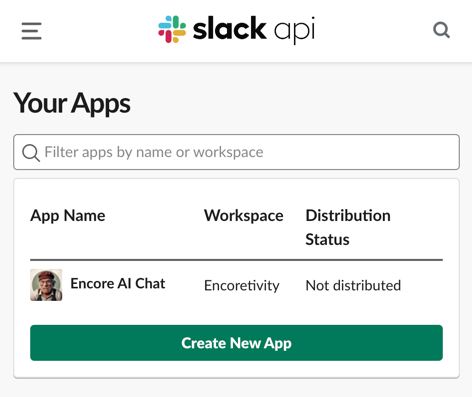 slack api
Your Apps
Filter apps by name or workspace
App Name Workspace Distribution Status
Encore AI Chat Encoretivity Not distributed
Create New App